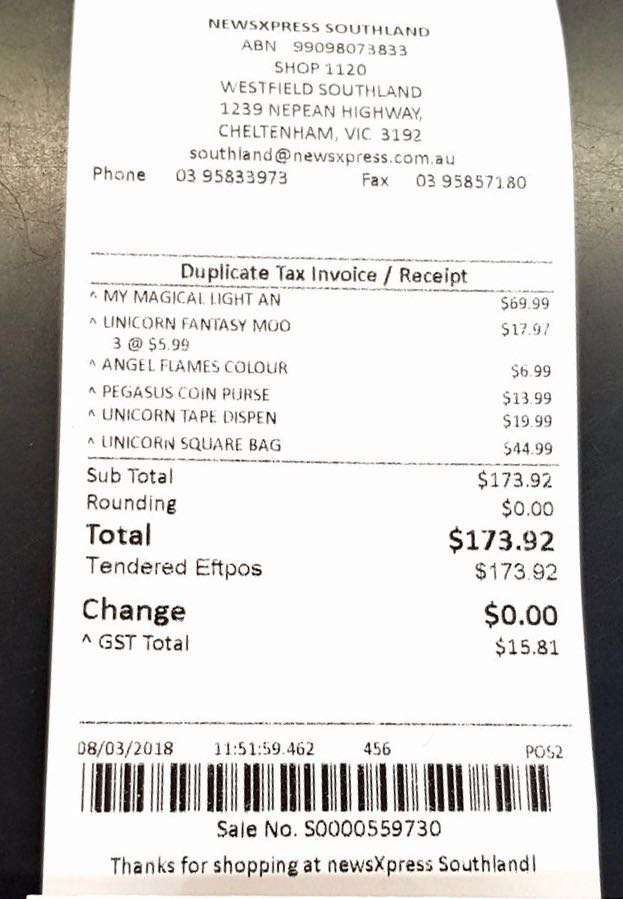 NEWSXPRESS SOUTHLAND
ABN 99098073833
SHOP 1120
WESTFIELD SOUTHLAND
1239 NEPEAN HIGHWAY,
CHELTENHAM, VIC 3192
southland@newsxpress.com.au
Phone 03 95833973 Fax 03 95857180
Duplicate Tax Invoice / Receipt
^ MY MAGICAL LIGHT AN $69.99
^ UNICORN FANTASY MOO $17.97
3 @ $5.99
^ ANGEL FLAMES COLOUR $6.99
^ PEGASUS COIN PURSE $13.99
^ UNICORN TAPE DISPEN $19.99
^ UNICORN SQUARE BAG $44.99
Sub Total $173.92
Rounding $0.00
Total $173.92
Tendered Eftpos $173.92
Change $0.00
^ GST Total $15.81
08/03/2018 11:51:59.462 456 POS2
Sale No. S0000559730
Thanks for shopping at newsXpress Southland!